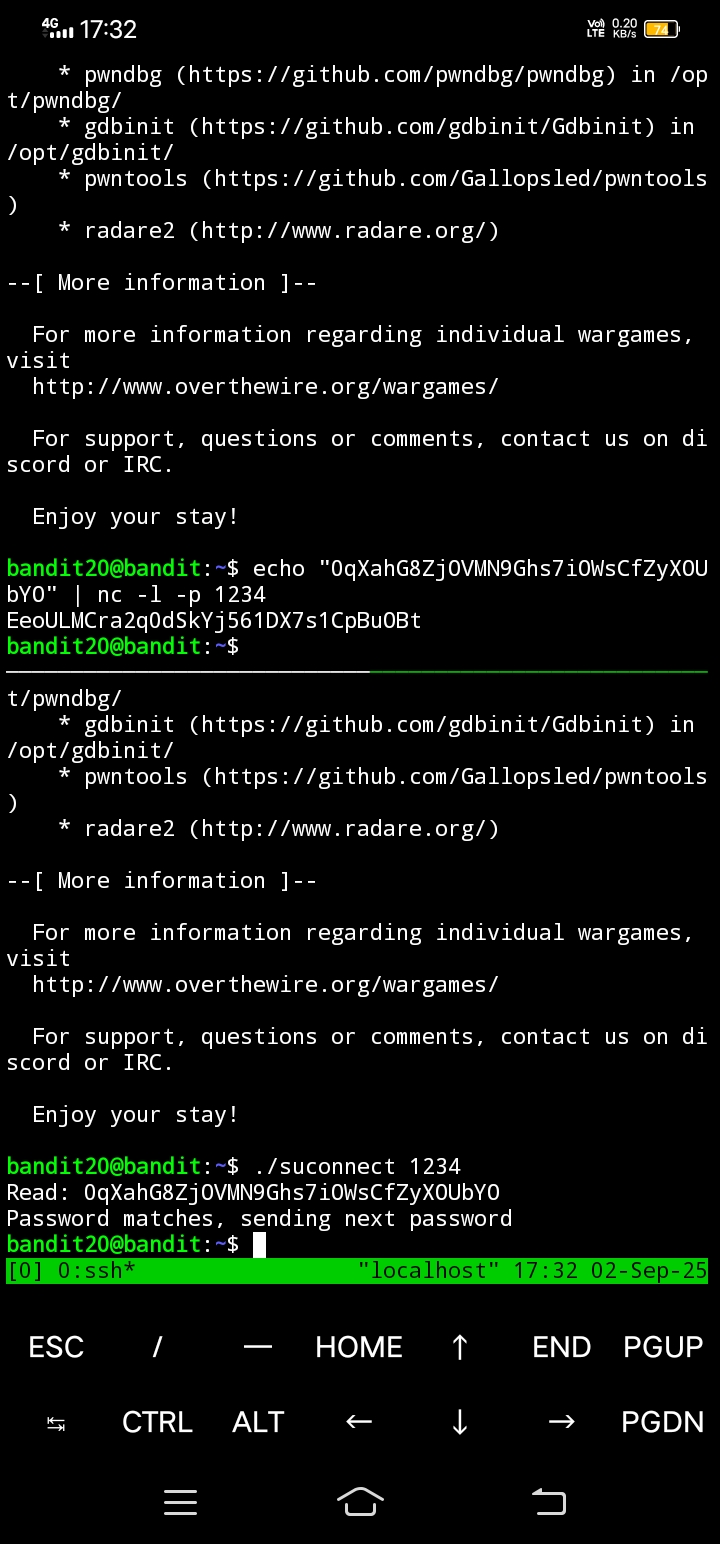 4G 17:32 Vo) LTE 0.20 KB/s 74
    * pwndbg (https://github.com/pwndbg/pwndbg) in /op
t/pwndbg/
    * gdbinit (https://github.com/gdbinit/Gdbinit) in
/opt/gdbinit/
    * pwntools (https://github.com/Gallopsled/pwntools
)
    * radare2 (http://www.radare.org/)
--[ More information ]--
  For more information regarding individual wargames,
visit
  http://www.overthewire.org/wargames/
  For support, questions or comments, contact us on di
scord or IRC.
  Enjoy your stay!
bandit20@bandit:~$ echo "0qXahG8ZjOVMN9Ghs7iOWsCfZyXOU
bYO" | nc -l -p 1234
EeoULMCra2q0dSkYj561DX7s1CpBuOBt
bandit20@bandit:~$
t/pwndbg/
    * gdbinit (https://github.com/gdbinit/Gdbinit) in
/opt/gdbinit/
    * pwntools (https://github.com/Gallopsled/pwntools
)
    * radare2 (http://www.radare.org/)
--[ More information ]--
  For more information regarding individual wargames,
visit
  http://www.overthewire.org/wargames/
  For support, questions or comments, contact us on di
scord or IRC.
  Enjoy your stay!
bandit20@bandit:~$ ./suconnect 1234
Read: 0qXahG8ZjOVMN9Ghs7iOWsCfZyXOUbYO
Password matches, sending next password
bandit20@bandit:~$
[0] 0:ssh* "localhost" 17:32 02-Sep-25
ESC / — HOME ↑ END PGUP
↹ CTRL ALT ← ↓ → PGDN